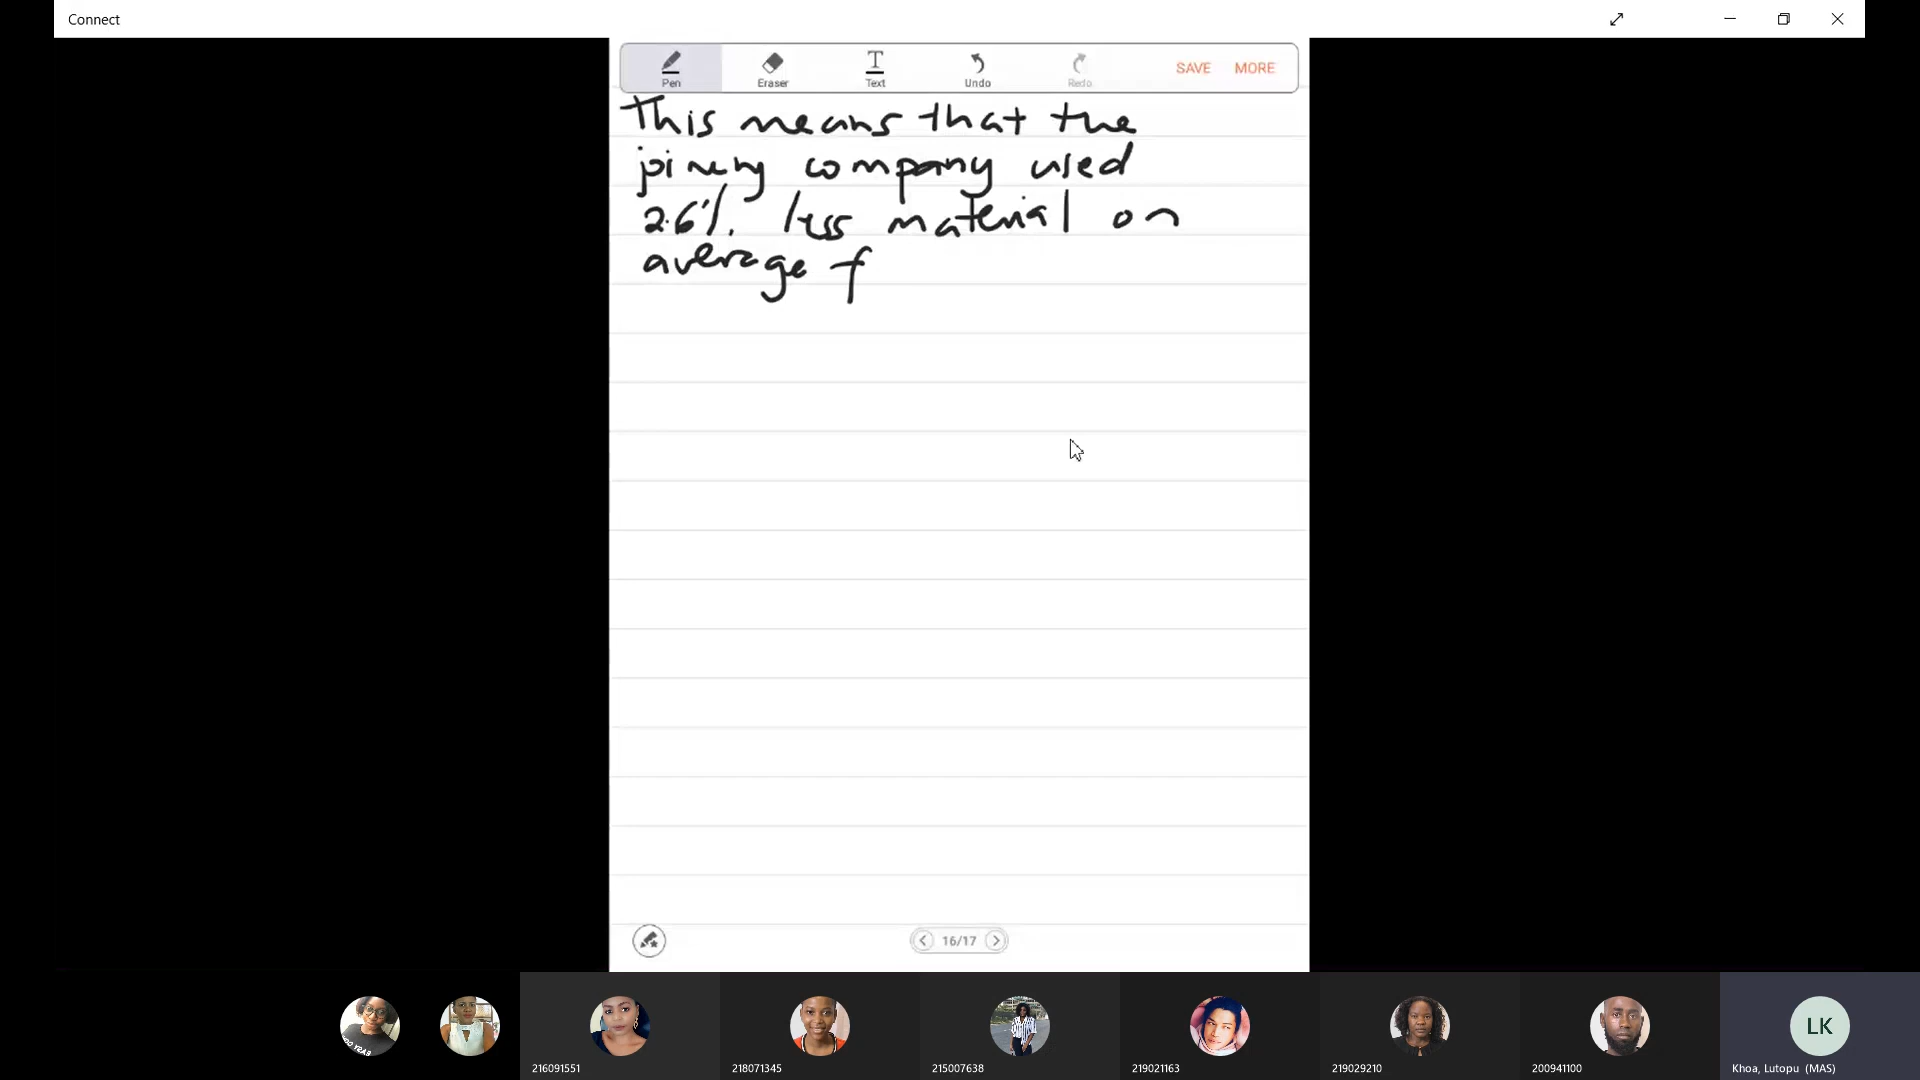 Connect
Pen
Eraser
Text
Undo
Redo
SAVE
MORE
This means that the
joinery company used
2.6% less material on
average f
16/17
216091551
218071345
215007638
219021163
219029210
200941100
LK
Khoa, Lutopu (MAS)